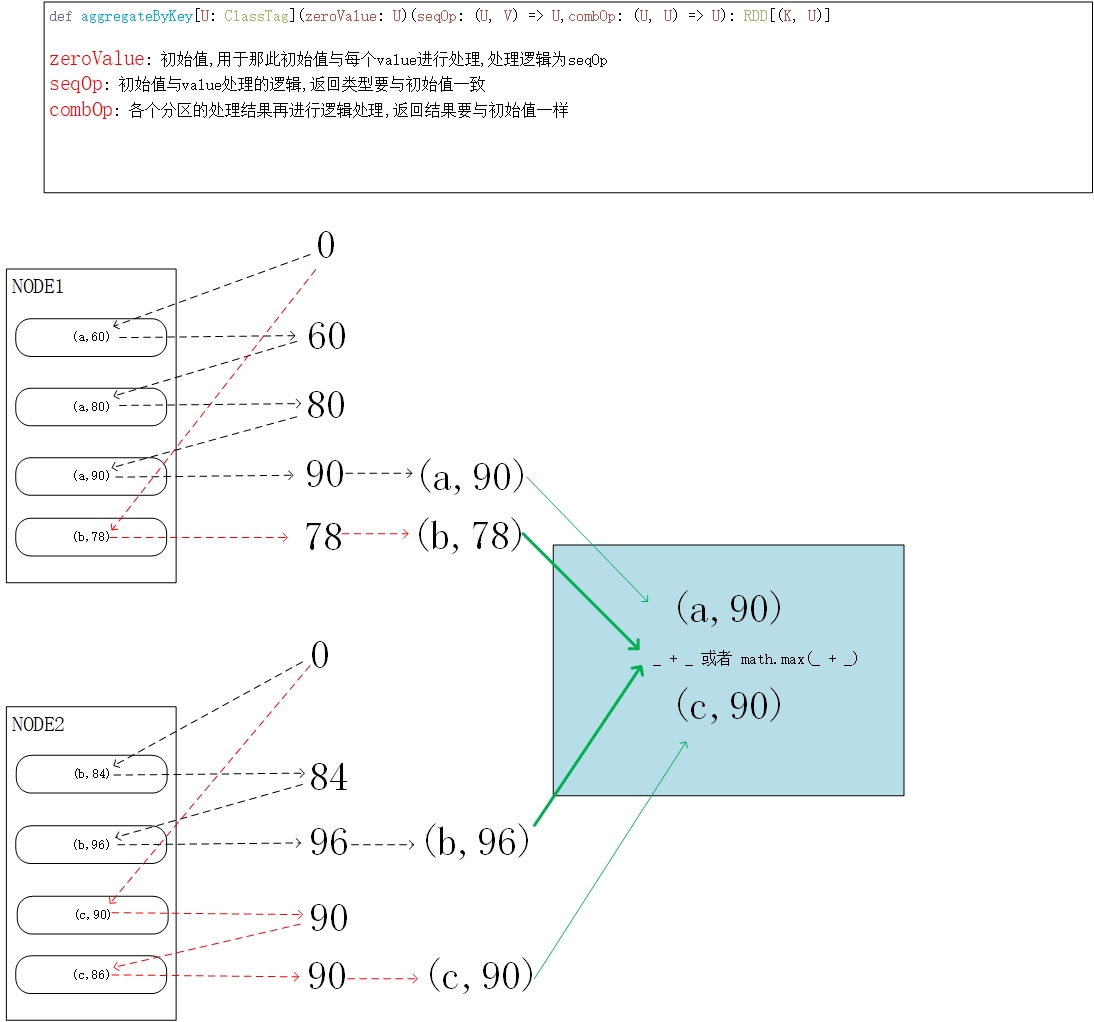 def aggregateByKey[U: ClassTag](zeroValue: U)(seqOp: (U, V) => U,combOp: (U, U) => U): RDD[(K, U)]
zeroValue: 初始值,用于那此初始值与每个value进行处理,处理逻辑为seqOp
seqOp: 初始值与value处理的逻辑,返回类型要与初始值一致
combOp: 各个分区的处理结果再进行逻辑处理,返回结果要与初始值一样
0
NODE1
(a,60)
60
(a,80)
80
(a,90)
90
(a,90)
(b,78)
78
(b,78)
(a,90)
_ + _ 或者 math.max(_ + _)
(c,90)
0
NODE2
(b,84)
84
(b,96)
96
(b,96)
(c,90)
90
(c,86)
90
(c,90)